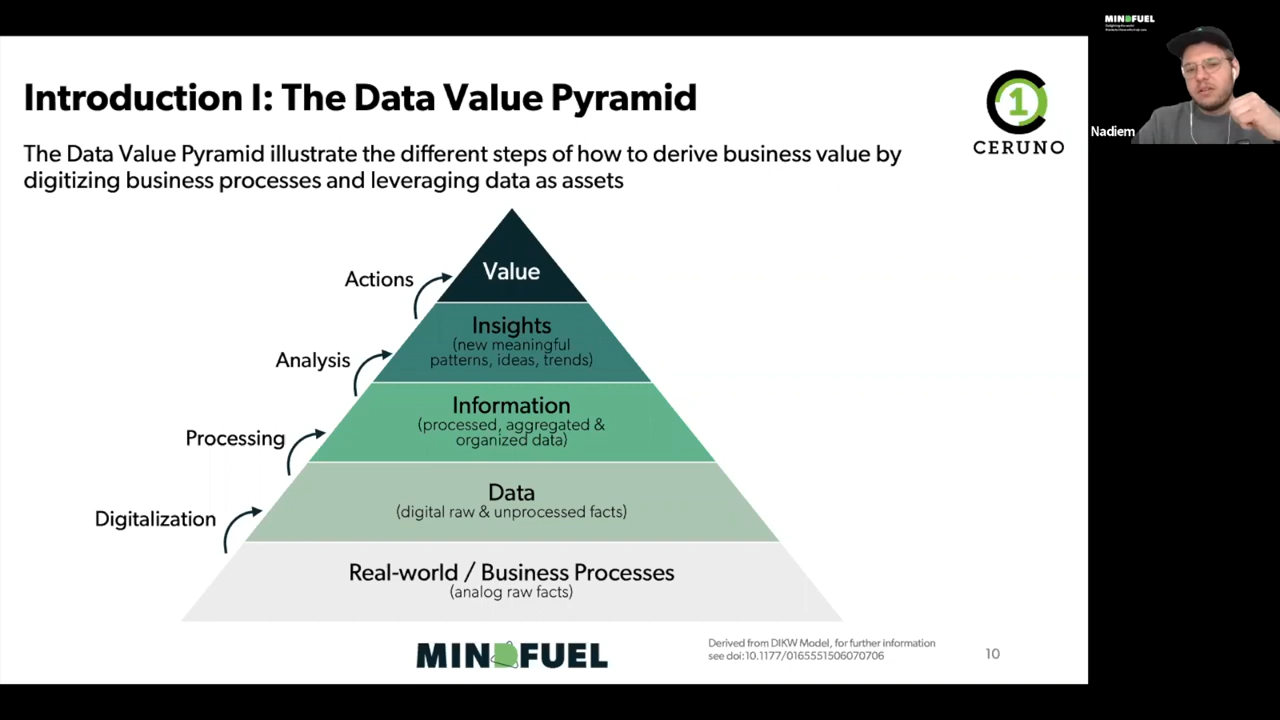 Introduction I: The Data Value Pyramid
The Data Value Pyramid illustrate the different steps of how to derive business value by
digitizing business processes and leveraging data as assets
1
CERUNO
MINDFUEL
Nadiem
Actions
Value
Analysis
Insights
(new meaningful
patterns, ideas, trends)
Processing
Information
(processed, aggregated &
organized data)
Digitalization
Data
(digital raw & unprocessed facts)
Real-world / Business Processes
(analog raw facts)
MINDFUEL
Derived from DIKW Model, for further information
see doi:10.1177/0165551506070706
10